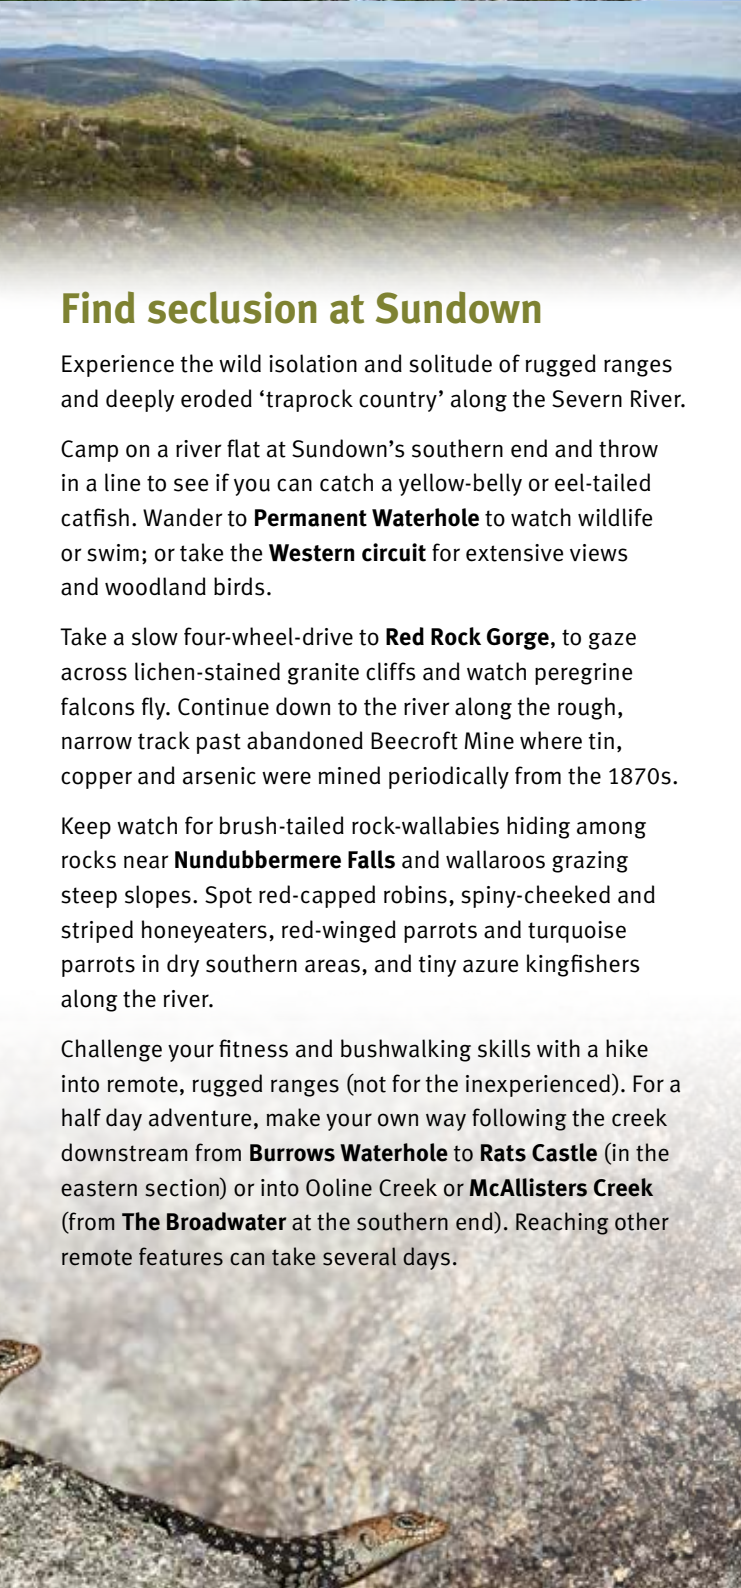 Find seclusion at Sundown
Experience the wild isolation and solitude of rugged ranges
and deeply eroded ‘traprock country’ along the Severn River.
Camp on a river flat at Sundown’s southern end and throw
in a line to see if you can catch a yellow-belly or eel-tailed
catfish. Wander to Permanent Waterhole to watch wildlife
or swim; or take the Western circuit for extensive views
and woodland birds.
Take a slow four-wheel-drive to Red Rock Gorge, to gaze
across lichen-stained granite cliffs and watch peregrine
falcons fly. Continue down to the river along the rough,
narrow track past abandoned Beecroft Mine where tin,
copper and arsenic were mined periodically from the 1870s.
Keep watch for brush-tailed rock-wallabies hiding among
rocks near Nundubbermere Falls and wallaroos grazing
steep slopes. Spot red-capped robins, spiny-cheeked and
striped honeyeaters, red-winged parrots and turquoise
parrots in dry southern areas, and tiny azure kingfishers
along the river.
Challenge your fitness and bushwalking skills with a hike
into remote, rugged ranges (not for the inexperienced). For a
half day adventure, make your own way following the creek
downstream from Burrows Waterhole to Rats Castle (in the
eastern section) or into Ooline Creek or McAllisters Creek
(from The Broadwater at the southern end). Reaching other
remote features can take several days.